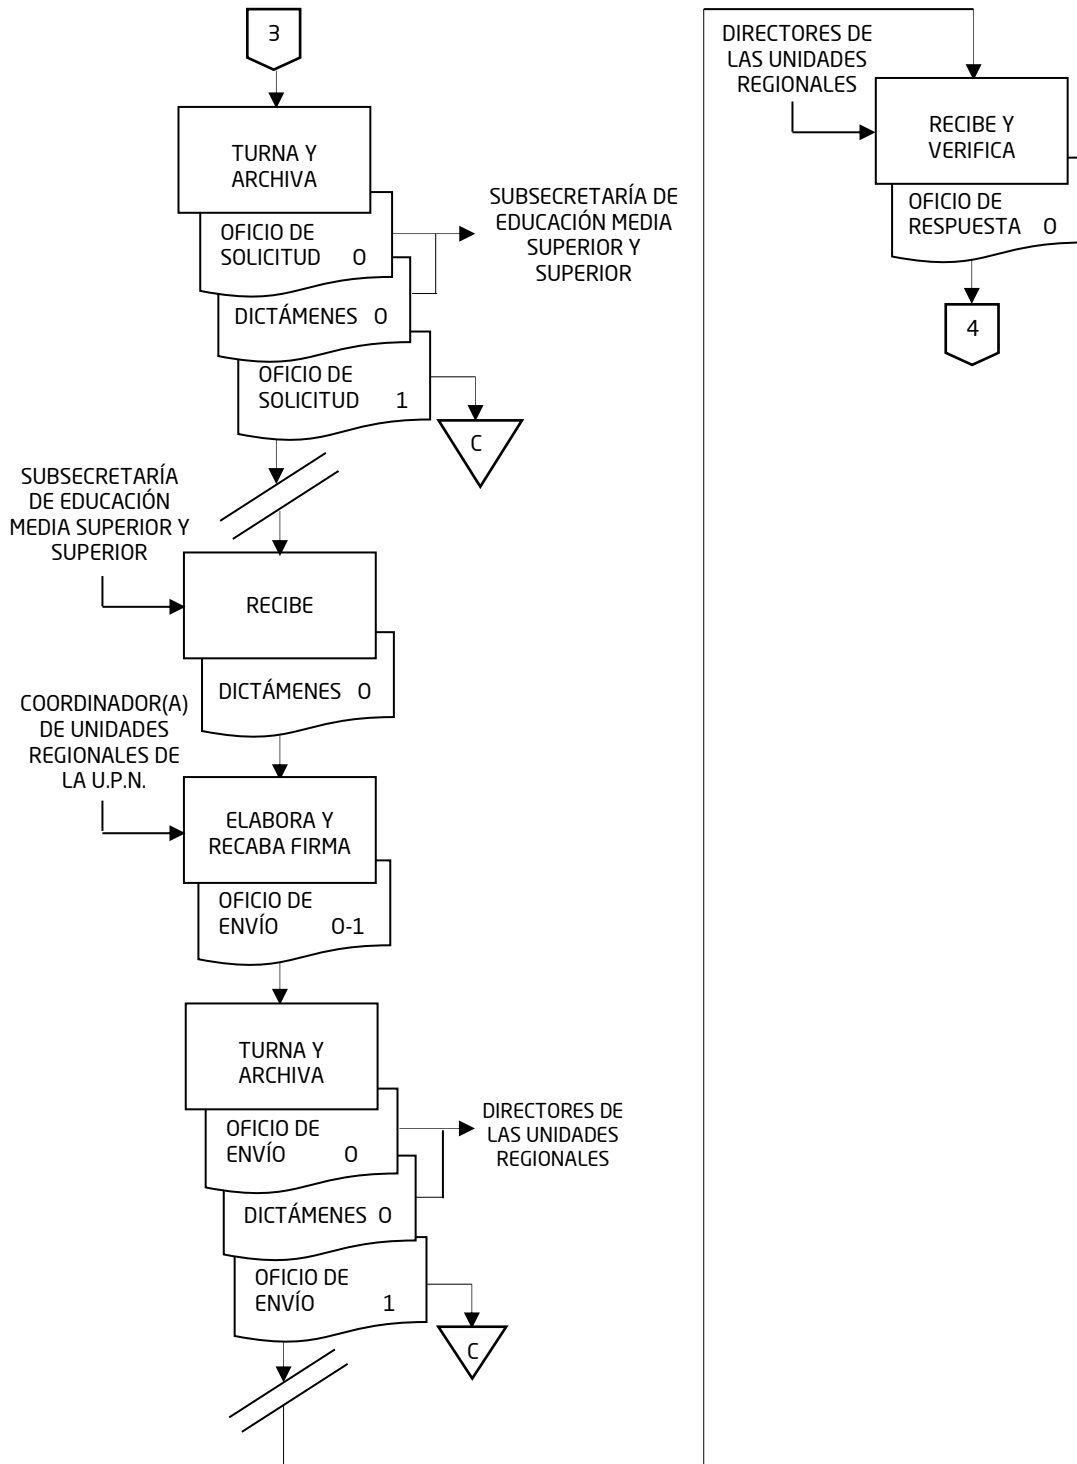 3
TURNA Y
ARCHIVA
OFICIO DE
SOLICITUD 0
DICTÁMENES 0
OFICIO DE
SOLICITUD 1
SUBSECRETARÍA DE
EDUCACIÓN MEDIA
SUPERIOR Y
SUPERIOR
C
SUBSECRETARÍA
DE EDUCACIÓN
MEDIA SUPERIOR Y
SUPERIOR
RECIBE
DICTÁMENES 0
COORDINADOR(A)
DE UNIDADES
REGIONALES DE
LA U.P.N.
ELABORA Y
RECABA FIRMA
OFICIO DE
ENVÍO 0-1
TURNA Y
ARCHIVA
OFICIO DE
ENVÍO 0
DICTÁMENES 0
OFICIO DE
ENVÍO 1
DIRECTORES DE
LAS UNIDADES
REGIONALES
C
DIRECTORES DE
LAS UNIDADES
REGIONALES
RECIBE Y
VERIFICA
OFICIO DE
RESPUESTA 0
4